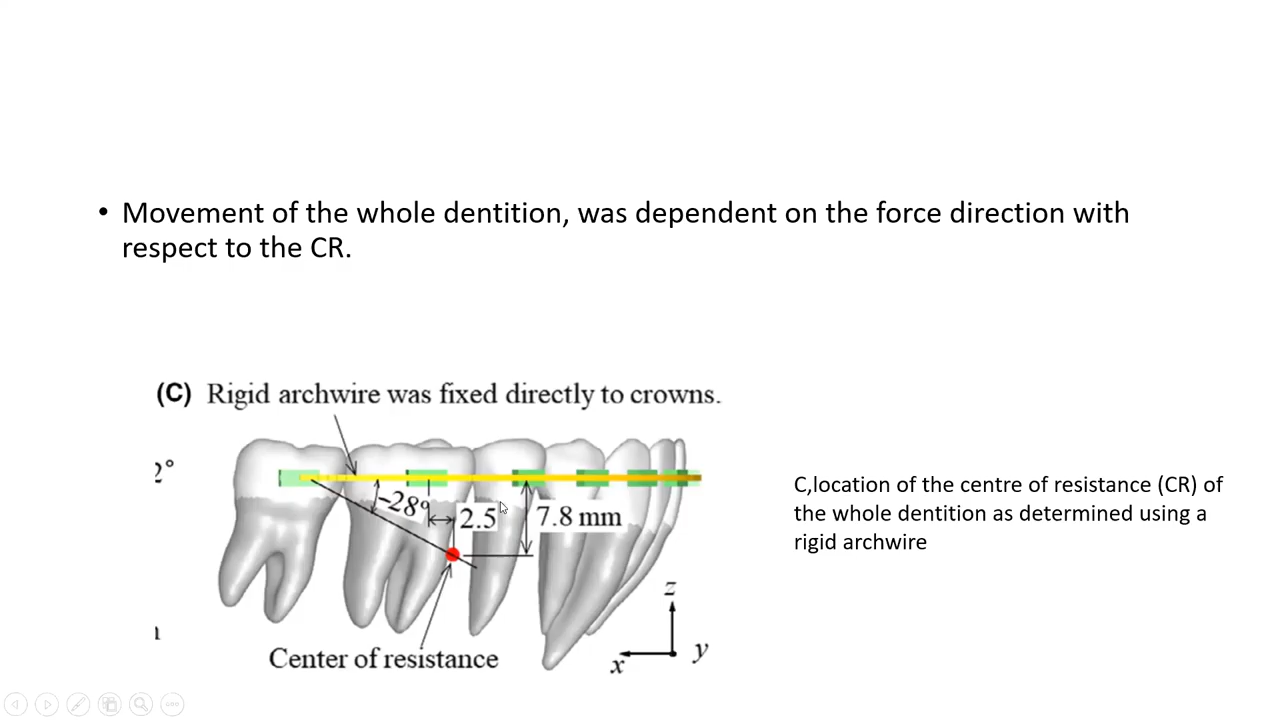 • Movement of the whole dentition, was dependent on the force direction with
respect to the CR.
(C) Rigid archwire was fixed directly to crowns.
2°
-28°
2.5
7.8 mm
C,location of the centre of resistance (CR) of
the whole dentition as determined using a
rigid archwire
z
Center of resistance
x
y